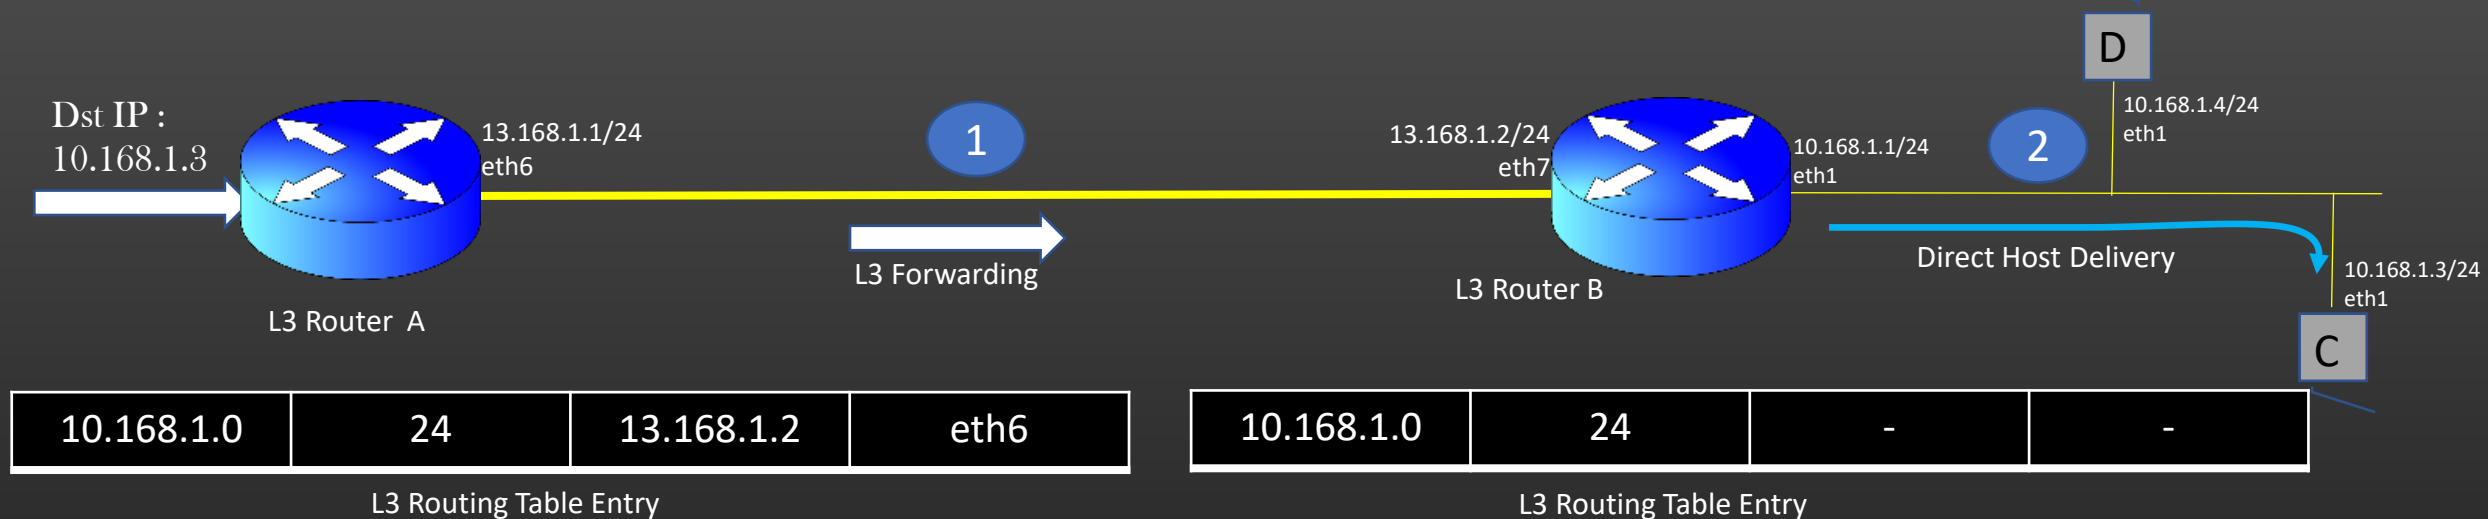 Dst IP :
10.168.1.3
13.168.1.1/24
eth6
L3 Router A
1
L3 Forwarding
13.168.1.2/24
eth7
L3 Router B
10.168.1.1/24
eth1
2
D
10.168.1.4/24
eth1
Direct Host Delivery
10.168.1.3/24
eth1
C
10.168.1.0 24 13.168.1.2 eth6
L3 Routing Table Entry
10.168.1.0 24 - -
L3 Routing Table Entry